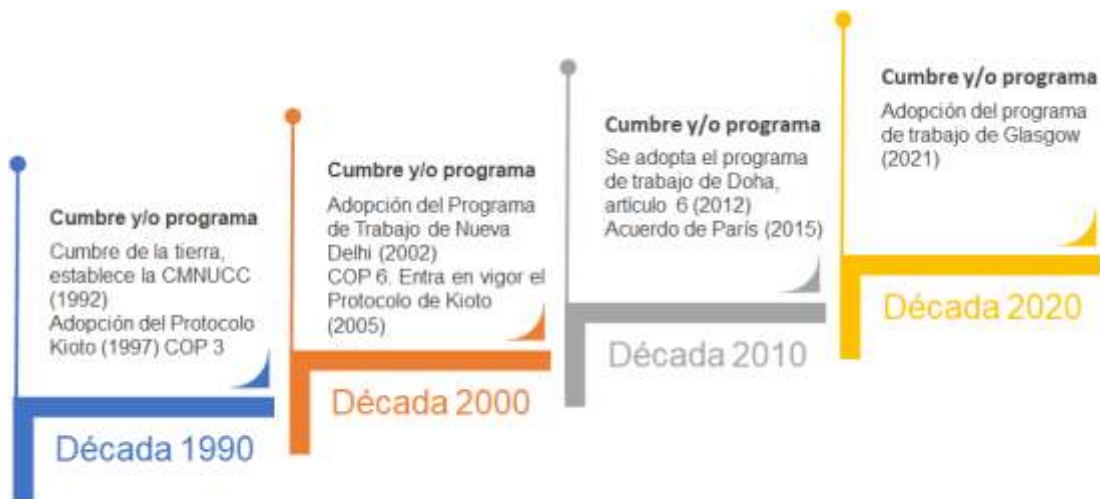 Cumbre y/o programa
Cumbre de la tierra,
establece la CMNUCC
(1992)
Adopción del Protocolo
Kioto (1997) COP 3
Década 1990
Cumbre y/o programa
Adopción del Programa
de Trabajo de Nueva
Delhi (2002)
COP 6. Entra en vigor el
Protocolo de Kioto
(2005)
Década 2000
Cumbre y/o programa
Se adopta el programa
de trabajo de Doha,
artículo 6 (2012)
Acuerdo de París (2015)
Década 2010
Cumbre y/o programa
Adopción del programa
de trabajo de Glasgow
(2021)
Década 2020